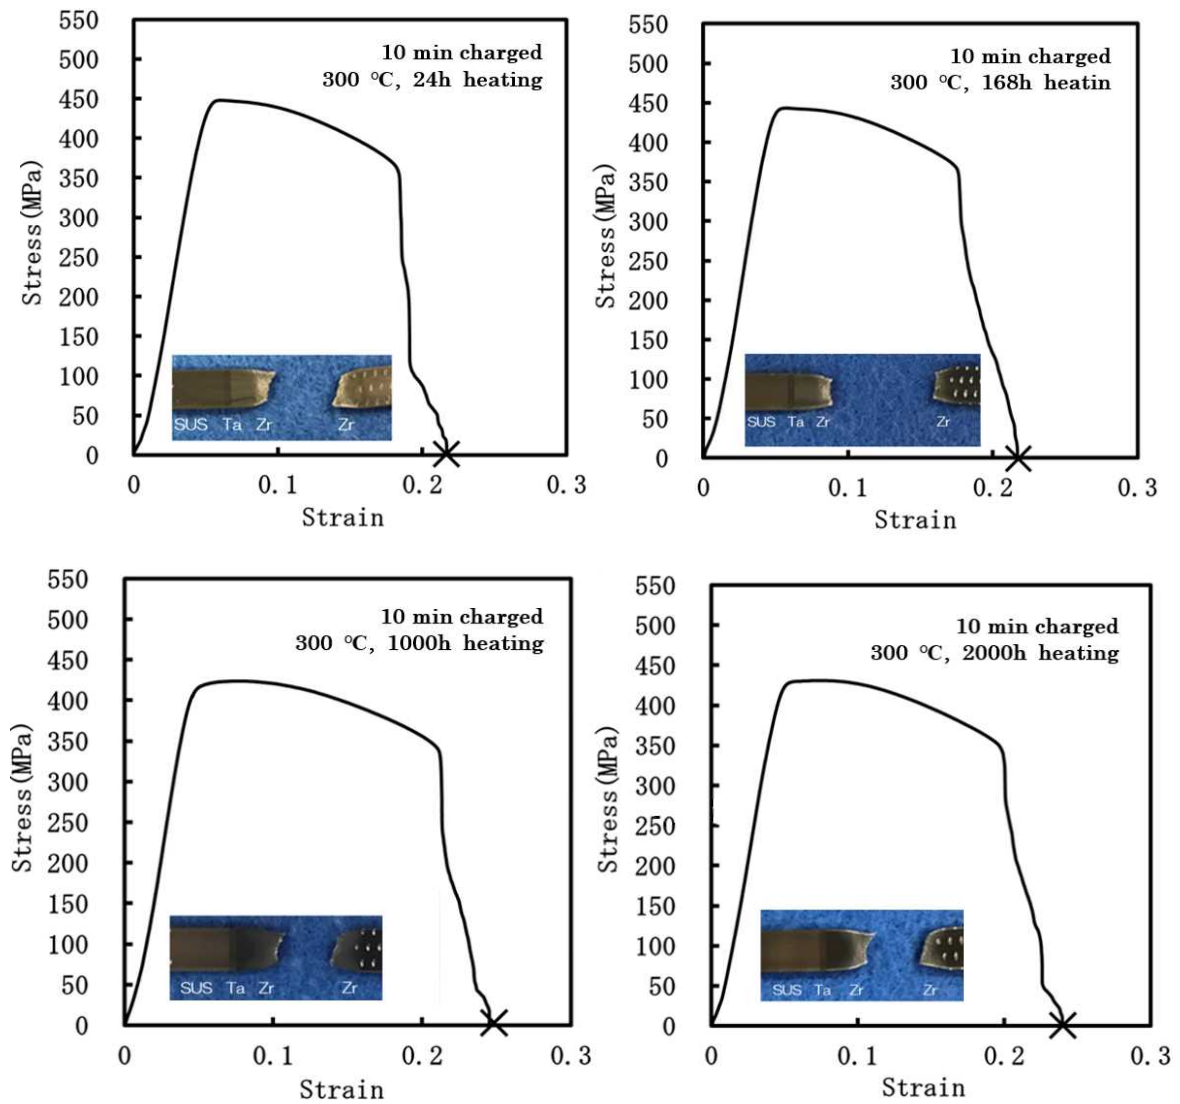 550
500
450
400
350
300
250
200
150
100
50
0
Stress(MPa)
10 min charged
300 ℃, 24h heating
SUS Ta Zr Zr
0 0.1 0.2 0.3
Strain
550
500
450
400
350
300
250
200
150
100
50
0
Stress(MPa)
10 min charged
300 ℃, 168h heatin
SUS Ta Zr Zr
0 0.1 0.2 0.3
Strain
550
500
450
400
350
300
250
200
150
100
50
0
Stress(MPa)
10 min charged
300 ℃, 1000h heating
SUS Ta Zr Zr
0 0.1 0.2 0.3
Strain
550
500
450
400
350
300
250
200
150
100
50
0
Stress(MPa)
10 min charged
300 ℃, 2000h heating
SUS Ta Zr Zr
0 0.1 0.2 0.3
Strain